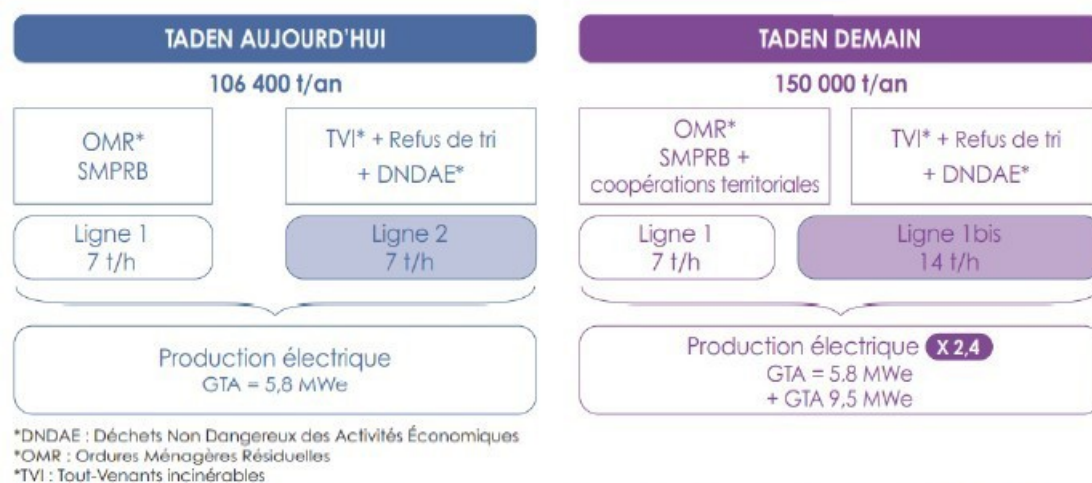 TADEN AUJOURD'HUI
106 400 t/an
OMR*
SMPRB
TVI* + Refus de tri
+ DNDAE*
Ligne 1
7 t/h
Ligne 2
7 t/h
Production électrique
GTA = 5,8 MWe
*DNDAE : Déchets Non Dangereux des Activités Économiques
*OMR : Ordures Ménagères Résiduelles
*TVI : Tout-Venants incinérables
TADEN DEMAIN
150 000 t/an
OMR*
SMPRB +
coopérations territoriales
TVI* + Refus de tri
+ DNDAE*
Ligne 1
7 t/h
Ligne 1bis
14 t/h
Production électrique X 2,4
GTA = 5,8 MWe
+ GTA 9,5 MWe